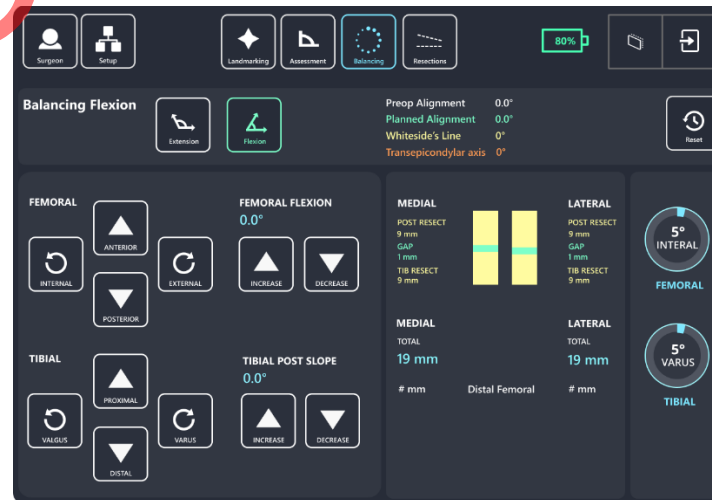 Surgeon
Setup
Landmarking
Assessment
Balancing
Resections
80%
Balancing Flexion
Extension
Flexion
Preop Alignment 0.0°
Planned Alignment 0.0°
Whiteside's Line 0°
Transepicondylar axis 0°
Reset
FEMORAL
ANTERIOR
INTERNAL
EXTERNAL
POSTERIOR
FEMORAL FLEXION
0.0°
INCREASE
DECREASE
TIBIAL
PROXIMAL
VALGUS
VARUS
DISTAL
TIBIAL POST SLOPE
0.0°
INCREASE
DECREASE
MEDIAL
POST RESECT
9 mm
GAP
1 mm
TIB RESECT
9 mm
LATERAL
POST RESECT
9 mm
GAP
1 mm
TIB RESECT
9 mm
MEDIAL
TOTAL
19 mm
LATERAL
TOTAL
19 mm
# mm Distal Femoral # mm
5°
INTERAL
FEMORAL
5°
VARUS
TIBIAL